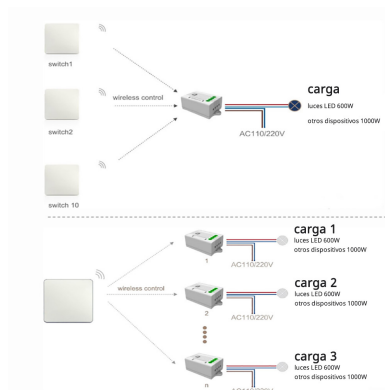 switch1
wireless control
switch2
switch 10
carga
luces LED 600W
otros dispositivos 1000W
AC110/220V
wireless control
1
AC110/220V
carga 1
luces LED 600W
otros dispositivos 1000W
2
AC110/220V
carga 2
luces LED 600W
otros dispositivos 1000W
n
AC110/220V
carga 3
luces LED 600W
otros dispositivos 1000W